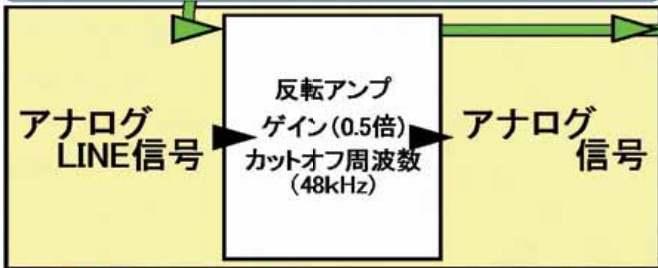 アナログ
LINE信号
反転アンプ
ゲイン(0.5倍)
カットオフ周波数
(48kHz)
アナログ
信号